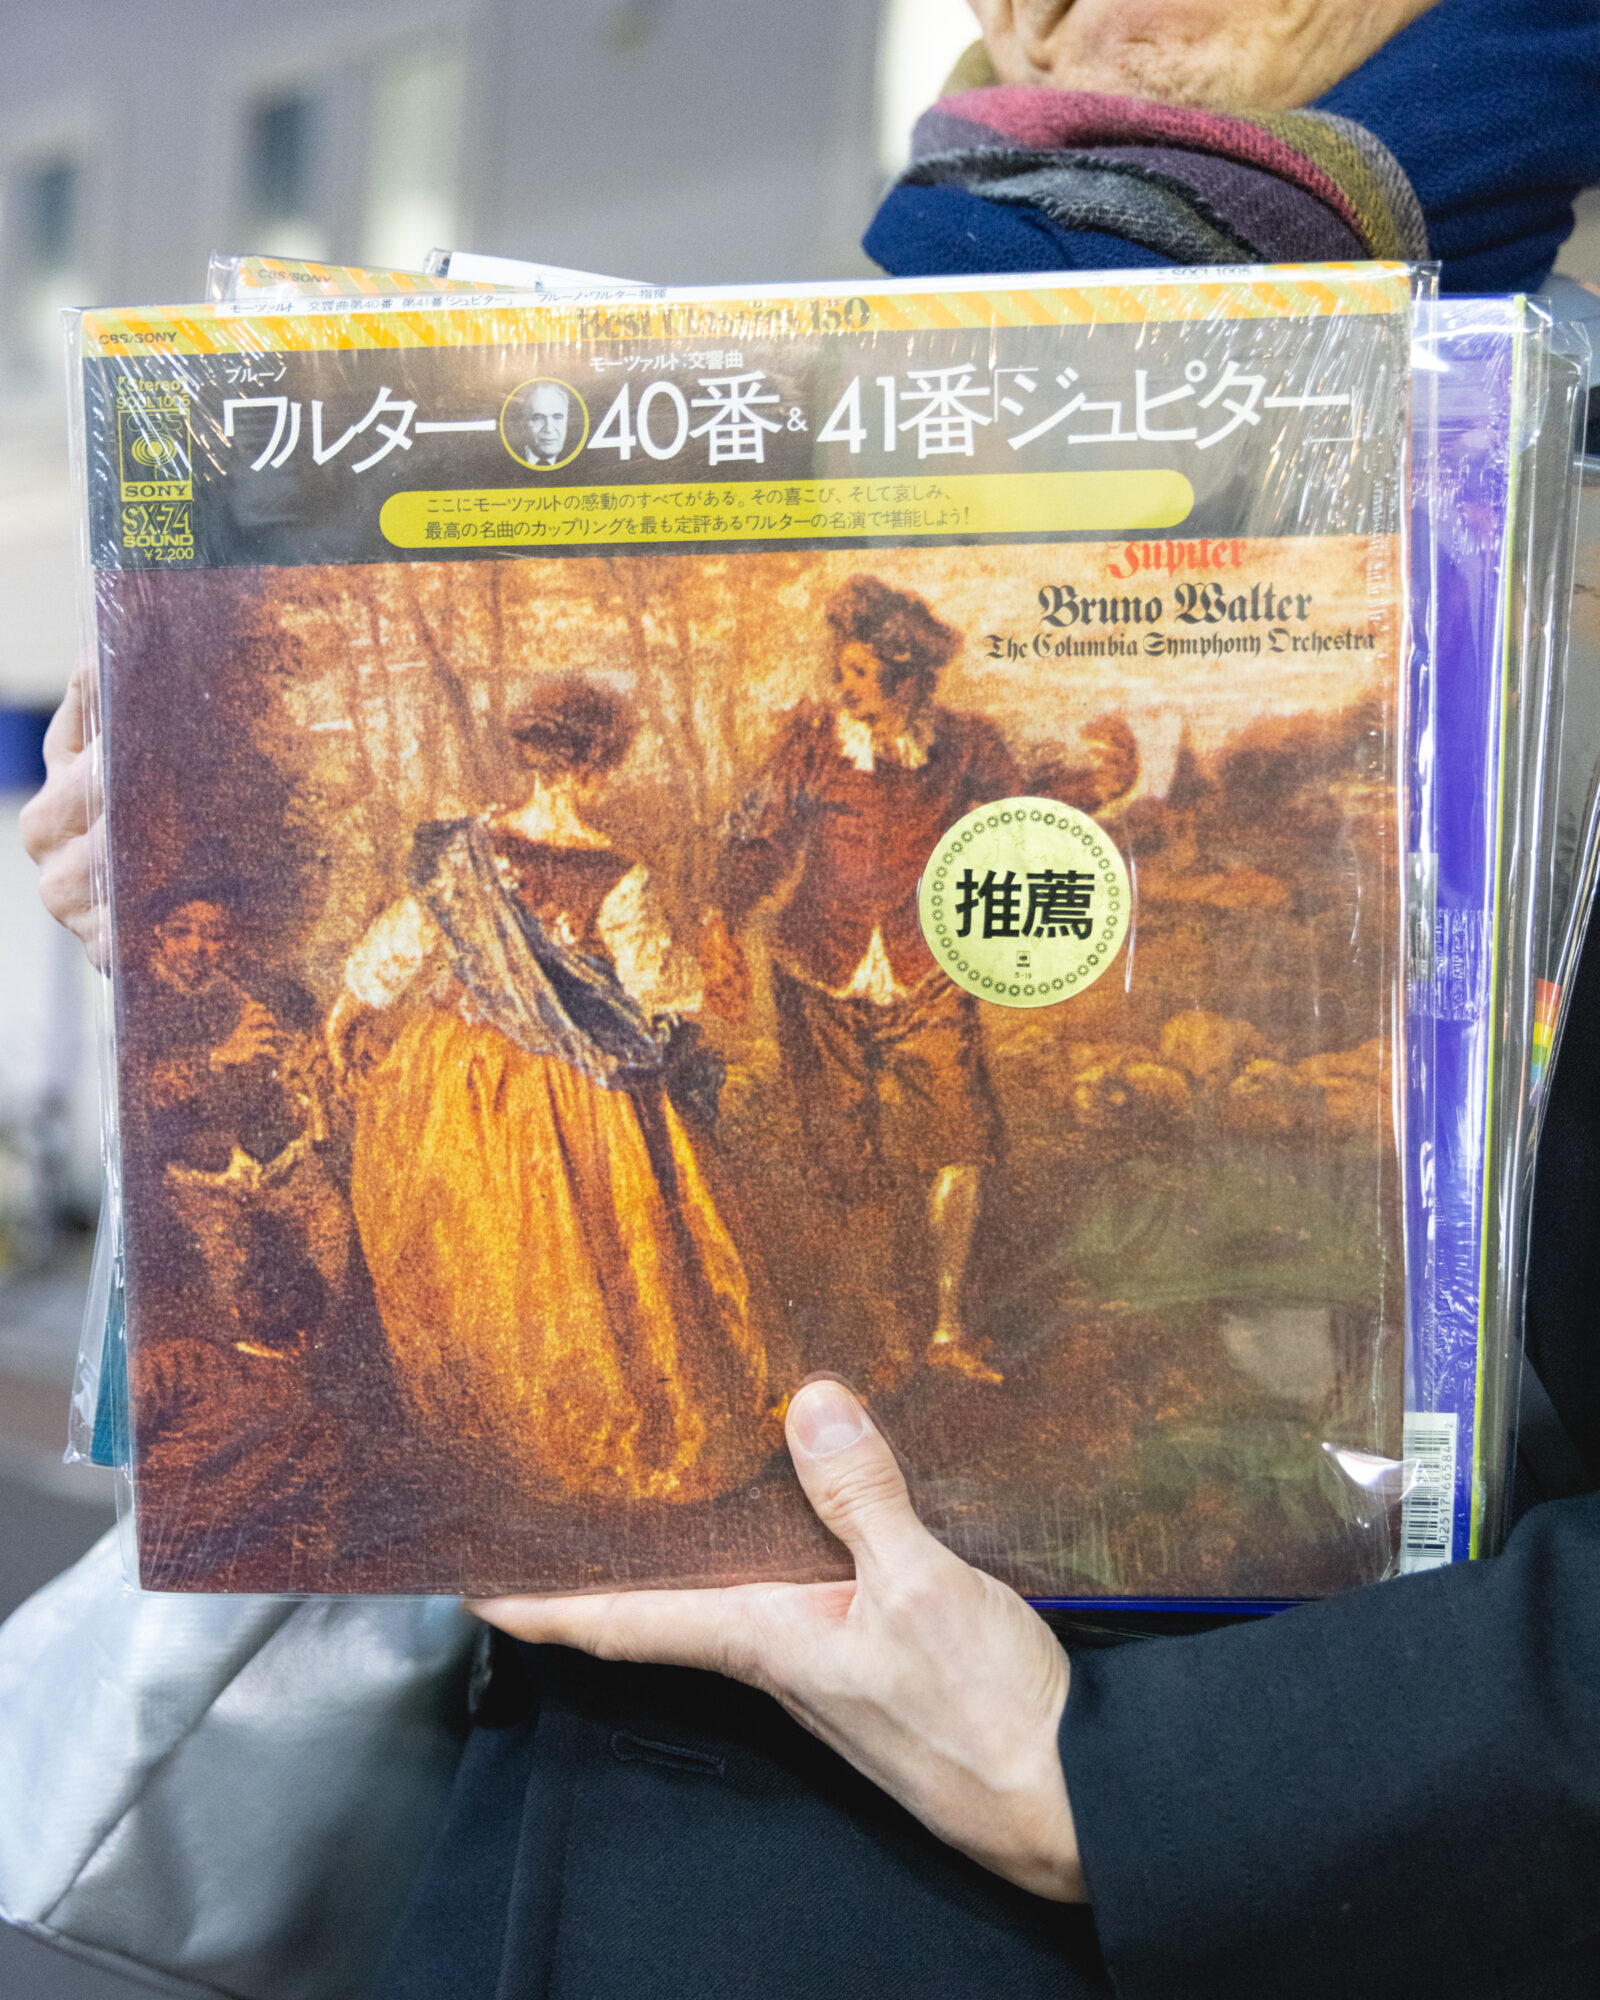 CBS/SONY
SOCL 1005
モーツァルト 交響曲第40番 第41番「ジュピター」 ブルーノ・ワルター指揮
CBS/SONY
Best Classics 150
Stereo
SOCL 1005
CBS
SONY
SX-74
SOUND
¥2,200
ブルーノ
モーツァルト:交響曲
ワルター 40番 & 41番「ジュピター」
ここにモーツァルトの感動のすべてがある。その喜こび、そして哀しみ、
最高の名曲のカップリングを最も定評あるワルターの名演で堪能しよう!
Jupiter
Bruno Walter
The Columbia Symphony Orchestra
推薦
02517 66584 2